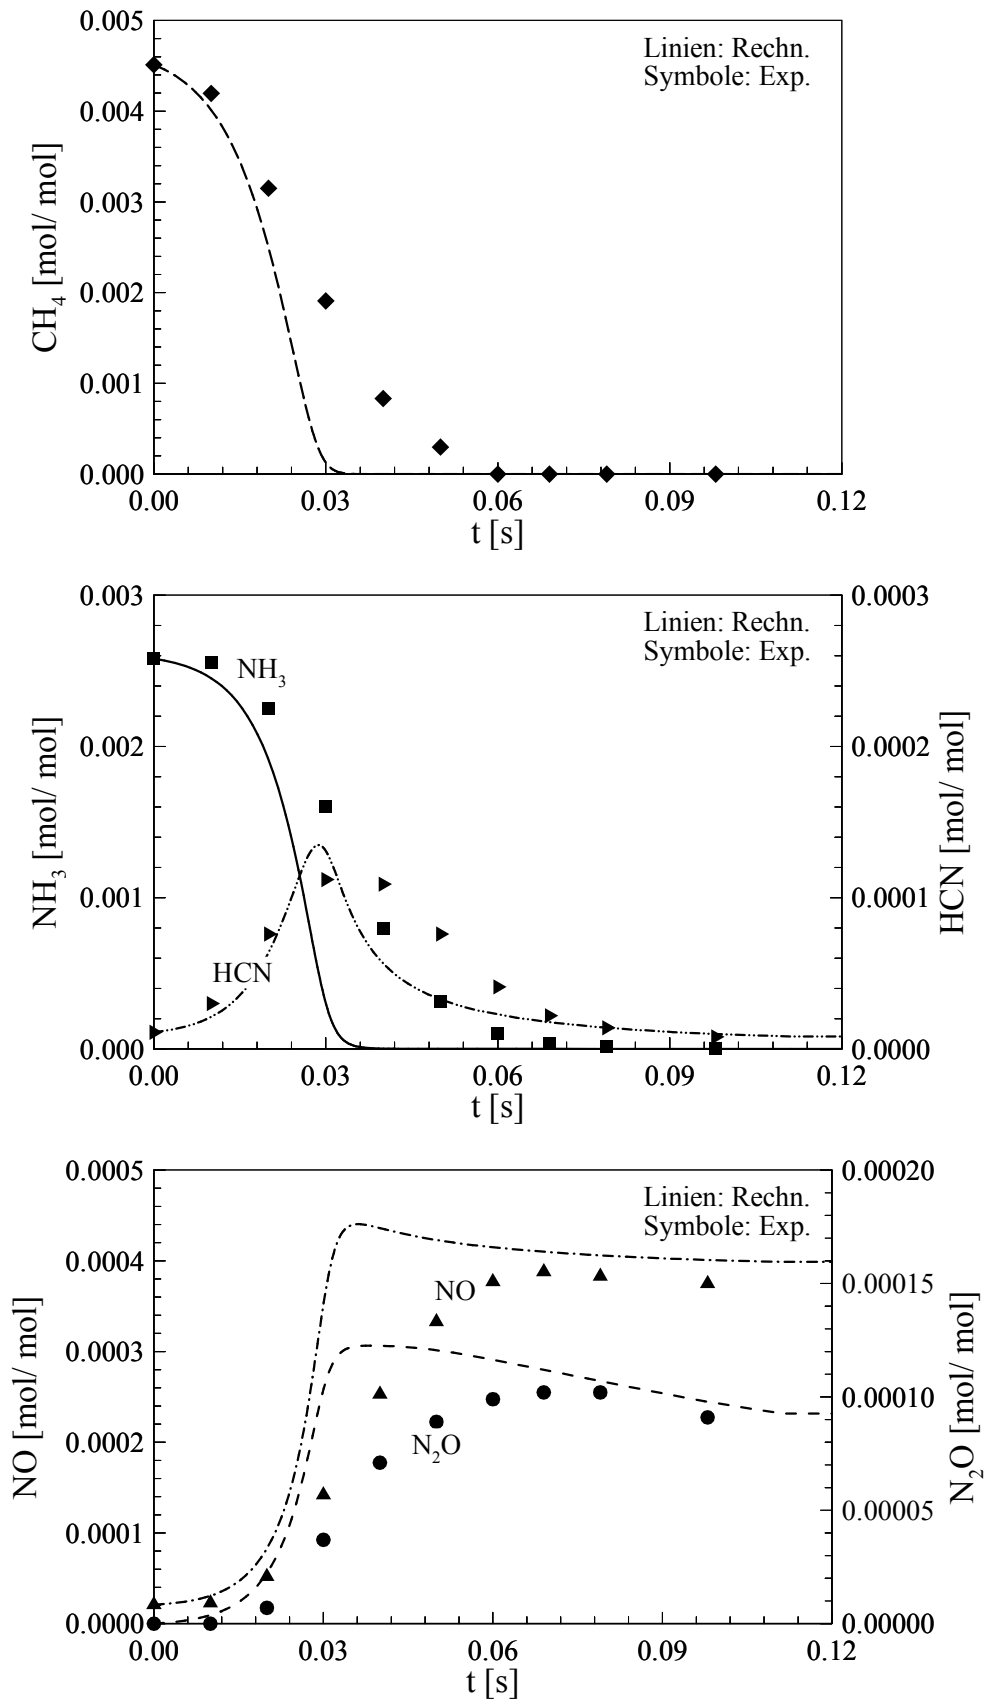 0.005
0.004
0.003
0.002
0.001
0.000
CH4 [mol/ mol]
Linien: Rechn.
Symbole: Exp.
0.00 0.03 0.06 0.09 0.12
t [s]
0.003
0.002
0.001
0.000
NH3 [mol/ mol]
Linien: Rechn.
Symbole: Exp.
NH3
HCN
0.0003
0.0002
0.0001
0.0000
HCN [mol/ mol]
0.00 0.03 0.06 0.09 0.12
t [s]
0.0005
0.0004
0.0003
0.0002
0.0001
0.0000
NO [mol/ mol]
Linien: Rechn.
Symbole: Exp.
NO
N2O
0.00020
0.00015
0.00010
0.00005
0.00000
N2O [mol/ mol]
0.00 0.03 0.06 0.09 0.12
t [s]